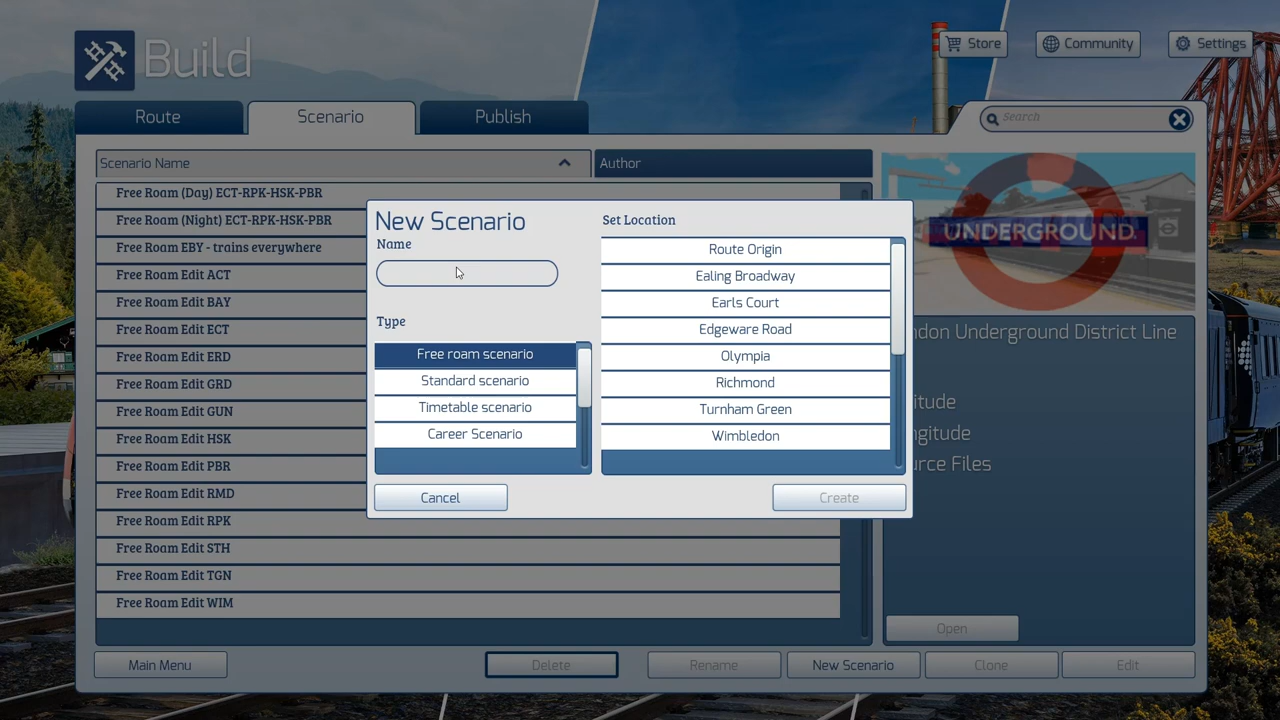 Build
Store
Community
Settings
Route
Scenario
Publish
Search
Scenario Name
Author
Free Roam (Day) ECT-RPK-HSK-PBR
Free Roam (Night) ECT-RPK-HSK-PBR
Free Roam EBY - trains everywhere
Free Roam Edit ACT
Free Roam Edit BAY
Free Roam Edit ECT
Free Roam Edit ERD
Free Roam Edit GRD
Free Roam Edit GUN
Free Roam Edit HSK
Free Roam Edit PBR
Free Roam Edit RMD
Free Roam Edit RPK
Free Roam Edit STH
Free Roam Edit TGN
Free Roam Edit WIM
New Scenario
Name
Type
Free roam scenario
Standard scenario
Timetable scenario
Career Scenario
Cancel
Set Location
Route Origin
Ealing Broadway
Earls Court
Edgeware Road
Olympia
Richmond
Turnham Green
Wimbledon
Create
UNDERGROUND
ndon Underground District Line
itude
ngitude
urce Files
Open
Main Menu
Delete
Rename
New Scenario
Clone
Edit